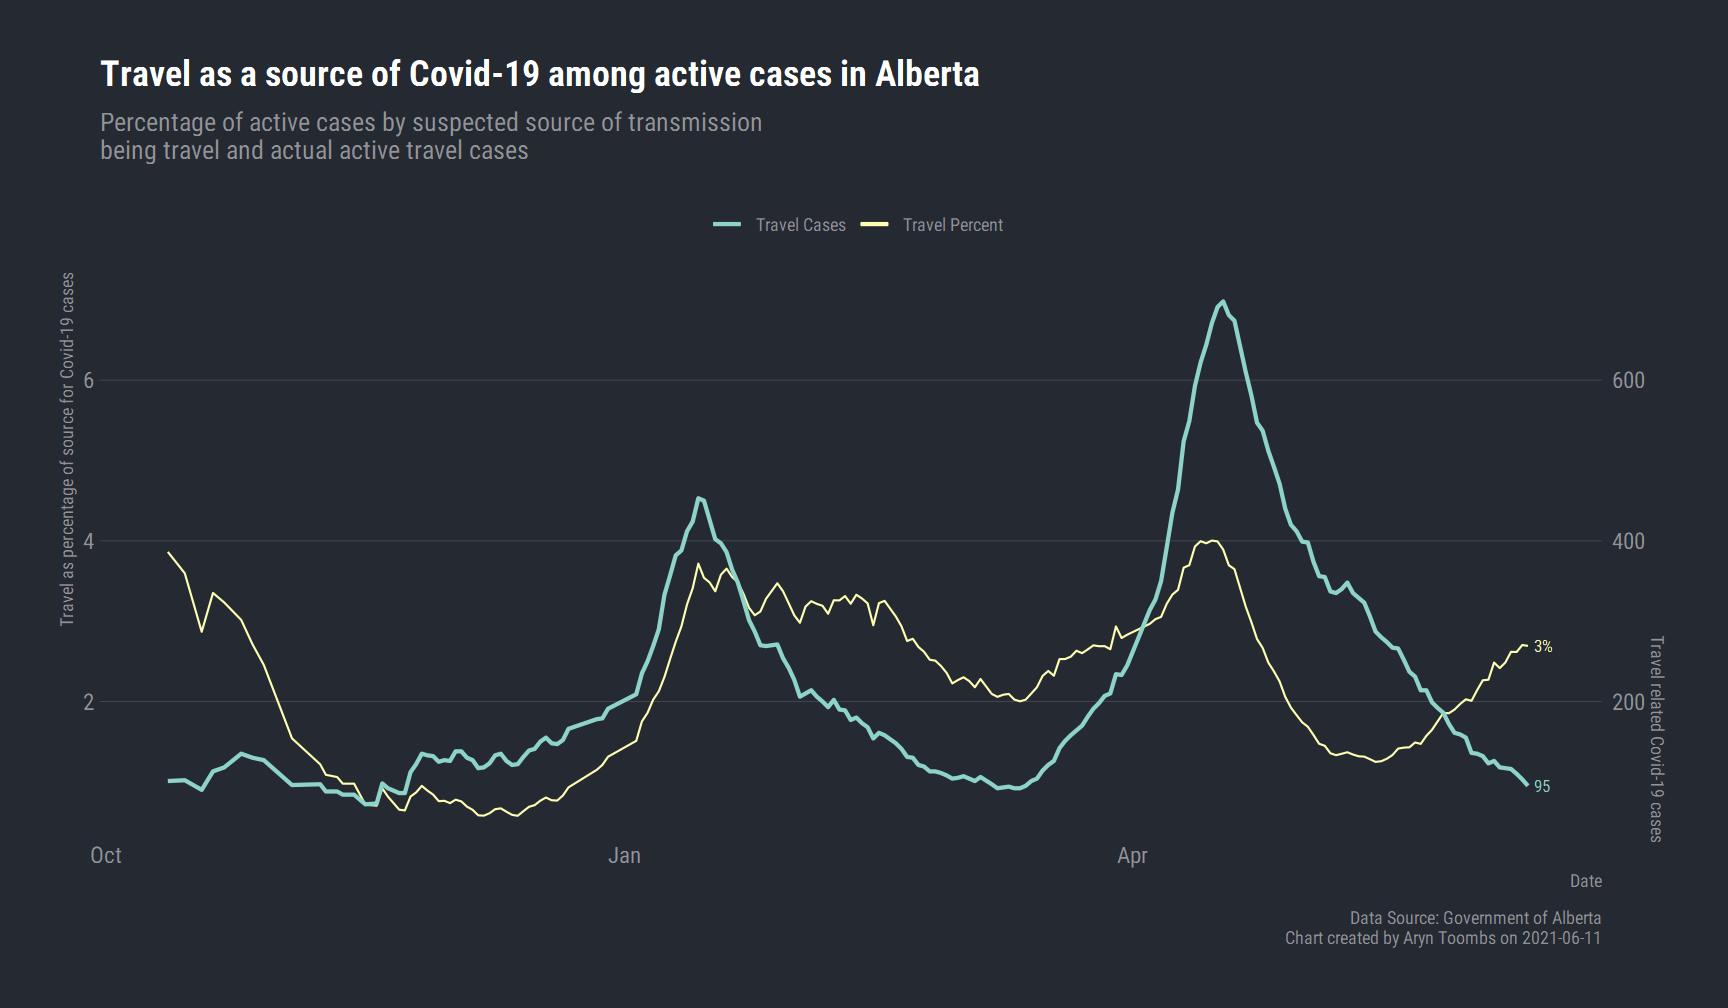 Travel as a source of Covid-19 among active cases in Alberta
Percentage of active cases by suspected source of transmission
being travel and actual active travel cases
Travel Cases
Travel Percent
Travel as percentage of source for Covid-19 cases
6
4
2
600
400
200
3%
95
Travel related Covid-19 cases
Oct
Jan
Apr
Date
Data Source: Government of Alberta
Chart created by Aryn Toombs on 2021-06-11